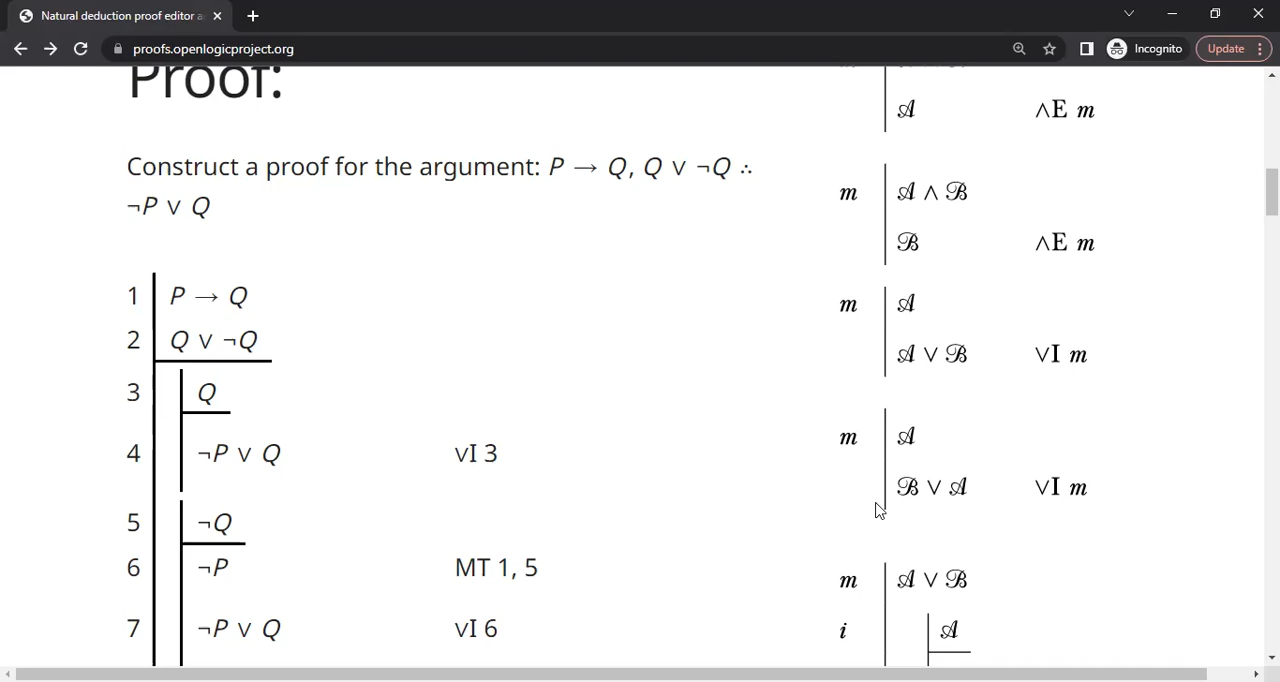 Natural deduction proof editor a
proofs.openlogicproject.org
Incognito
Update
Proof:
Construct a proof for the argument: P → Q, Q ∨ ¬Q ∴
¬P ∨ Q
1 P → Q
2 Q ∨ ¬Q
3 Q
4 ¬P ∨ Q ∨I 3
5 ¬Q
6 ¬P MT 1, 5
7 ¬P ∨ Q ∨I 6
𝒜 ∧E m
m 𝒜 ∧ ℬ
ℬ ∧E m
m 𝒜
𝒜 ∨ ℬ ∨I m
m 𝒜
ℬ ∨ 𝒜 ∨I m
m 𝒜 ∨ ℬ
i 𝒜